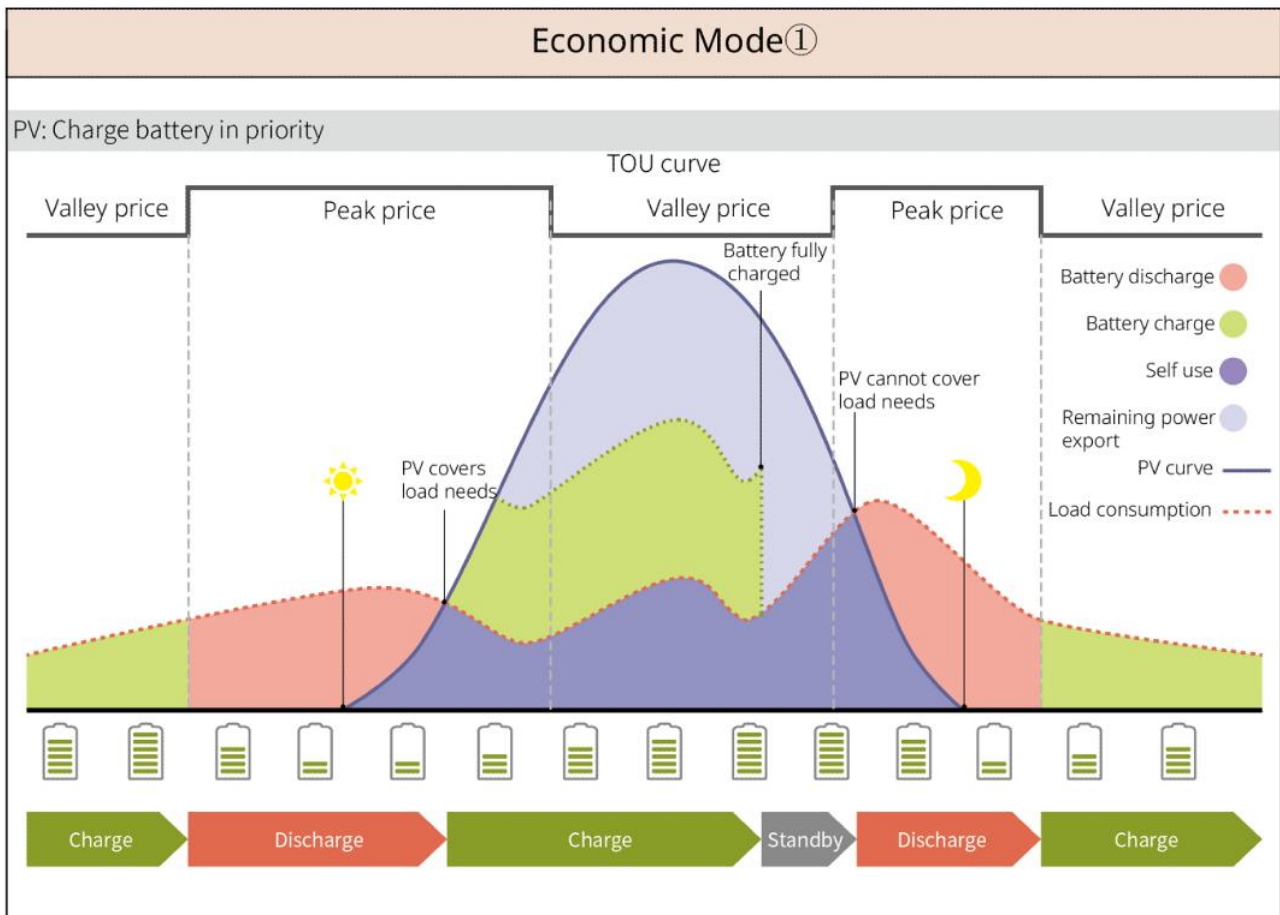 Economic Mode①
PV: Charge battery in priority
TOU curve
Valley price
Peak price
Valley price
Peak price
Valley price
Battery fully
charged
Battery discharge
Battery charge
Self use
Remaining power
export
PV curve
Load consumption
PV cannot cover
load needs
PV covers
load needs
Charge
Discharge
Charge
Standby
Discharge
Charge